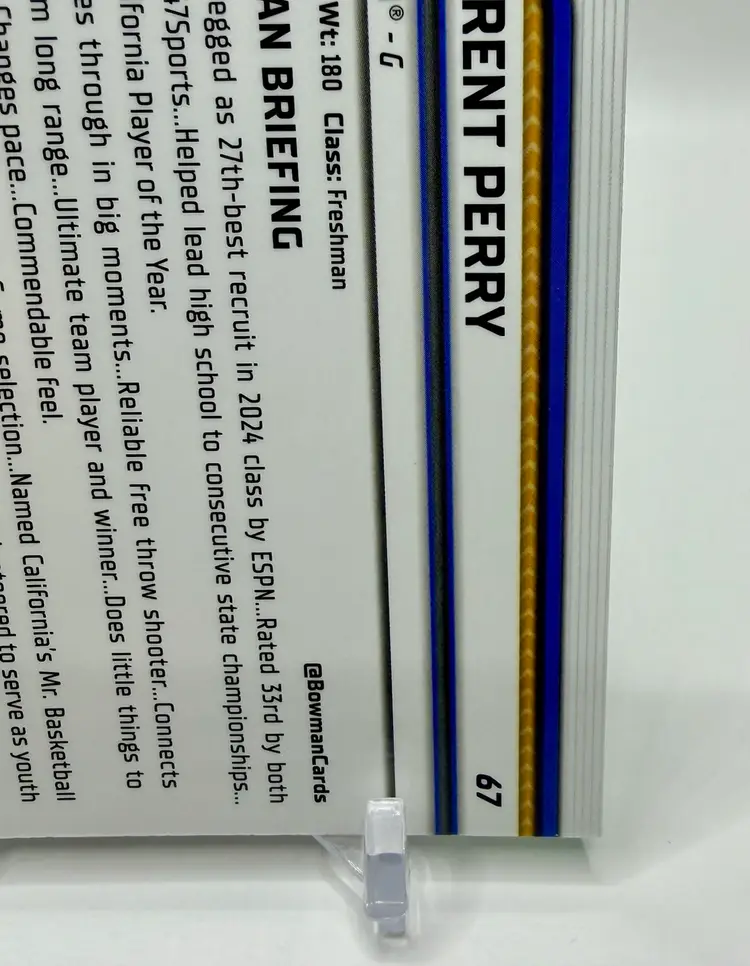 RENT PERRY 67
® - G
Wt: 180 Class: Freshman @BowmanCards
AN BRIEFING
egged as 27th-best recruit in 2024 class by ESPN...Rated 33rd by both
47Sports...Helped lead high school to consecutive state championships...
fornia Player of the Year.
es through in big moments...Reliable free throw shooter...Connects
m long range...Ultimate team player and winner...Does little things to
Changes pace...Commendable feel.
selection...Named California's Mr. Basketball
to serve as youth